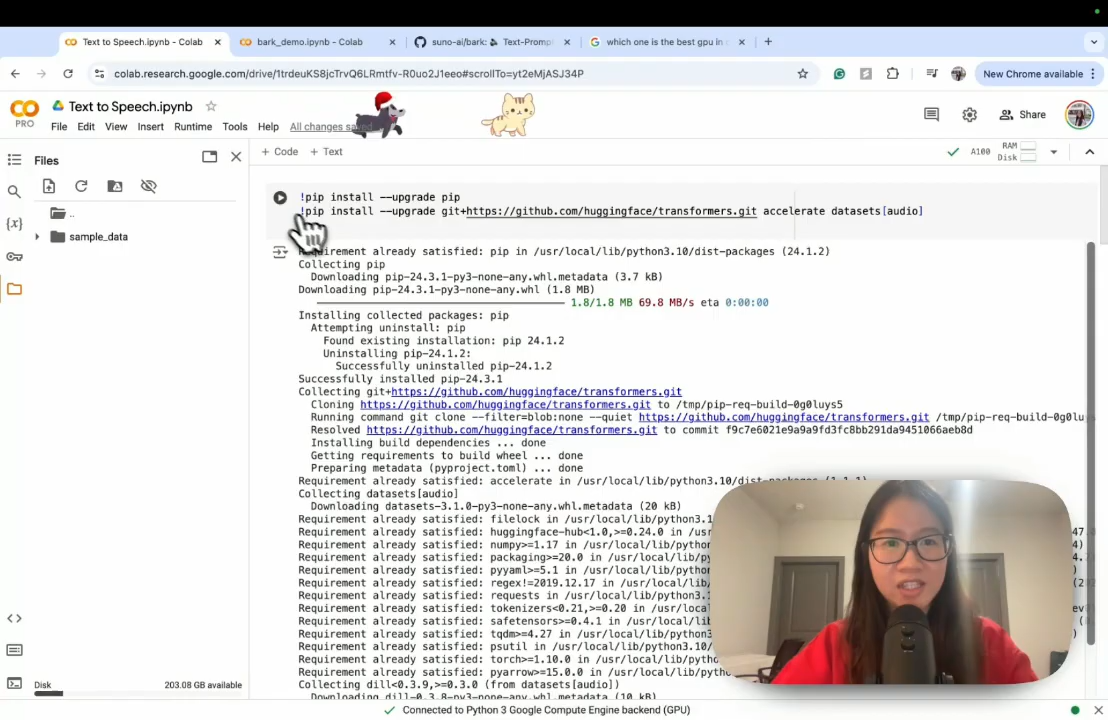 Text to Speech.ipynb - Colab
bark_demo.ipynb - Colab
suno-ai/bark: 🔊 Text-Prompt
which one is the best gpu in c
colab.research.google.com/drive/1trdeuKS8jcTrvQ6LRmtfv-R0uo2J1eeo#scrollTo=yt2eMjASJ34P
New Chrome available
PRO
Text to Speech.ipynb
File Edit View Insert Runtime Tools Help All changes saved
Share
Files
+ Code + Text
A100 RAM Disk
..
sample_data
!pip install --upgrade pip
!pip install --upgrade git+https://github.com/huggingface/transformers.git accelerate datasets[audio]
Requirement already satisfied: pip in /usr/local/lib/python3.10/dist-packages (24.1.2)
Collecting pip
Downloading pip-24.3.1-py3-none-any.whl.metadata (3.7 kB)
Downloading pip-24.3.1-py3-none-any.whl (1.8 MB)
1.8/1.8 MB 69.8 MB/s eta 0:00:00
Installing collected packages: pip
Attempting uninstall: pip
Found existing installation: pip 24.1.2
Uninstalling pip-24.1.2:
Successfully uninstalled pip-24.1.2
Successfully installed pip-24.3.1
Collecting git+https://github.com/huggingface/transformers.git
Cloning https://github.com/huggingface/transformers.git to /tmp/pip-req-build-0g0luys5
Running command git clone --filter=blob:none --quiet https://github.com/huggingface/transformers.git /tmp/pip-req-build-0g0lu
Resolved https://github.com/huggingface/transformers.git to commit f9c7e6021e9a9a9fd3fc8bb291da9451066aeb8d
Installing build dependencies ... done
Getting requirements to build wheel ... done
Preparing metadata (pyproject.toml) ... done
Requirement already satisfied: accelerate in /usr/local/lib/python3.10/dist-packages (1.1.1)
Collecting datasets[audio]
Downloading datasets-3.1.0-py3-none-any.whl.metadata (20 kB)
Requirement already satisfied: filelock in /usr/local/lib/python3.1
Requirement already satisfied: huggingface-hub<1.0,>=0.24.0 in /usr
Requirement already satisfied: numpy>=1.17 in /usr/local/lib/python
Requirement already satisfied: packaging>=20.0 in /usr/local/lib/py
Requirement already satisfied: pyyaml>=5.1 in /usr/local/lib/python
Requirement already satisfied: regex!=2019.12.17 in /usr/local/lib/
Requirement already satisfied: requests in /usr/local/lib/python3.1
Requirement already satisfied: tokenizers<0.21,>=0.20 in /usr/local
Requirement already satisfied: safetensors>=0.4.1 in /usr/local/lib
Requirement already satisfied: tqdm>=4.27 in /usr/local/lib/python3
Requirement already satisfied: psutil in /usr/local/lib/python3.10/
Requirement already satisfied: torch>=1.10.0 in /usr/local/lib/pyth
Requirement already satisfied: pyarrow>=15.0.0 in /usr/local/lib/py
Collecting dill<0.3.9,>=0.3.0 (from datasets[audio])
Downloading dill-0.3.8-py3-none-any.whl.metadata (10 kB)
Disk 203.08 GB available
Connected to Python 3 Google Compute Engine backend (GPU)